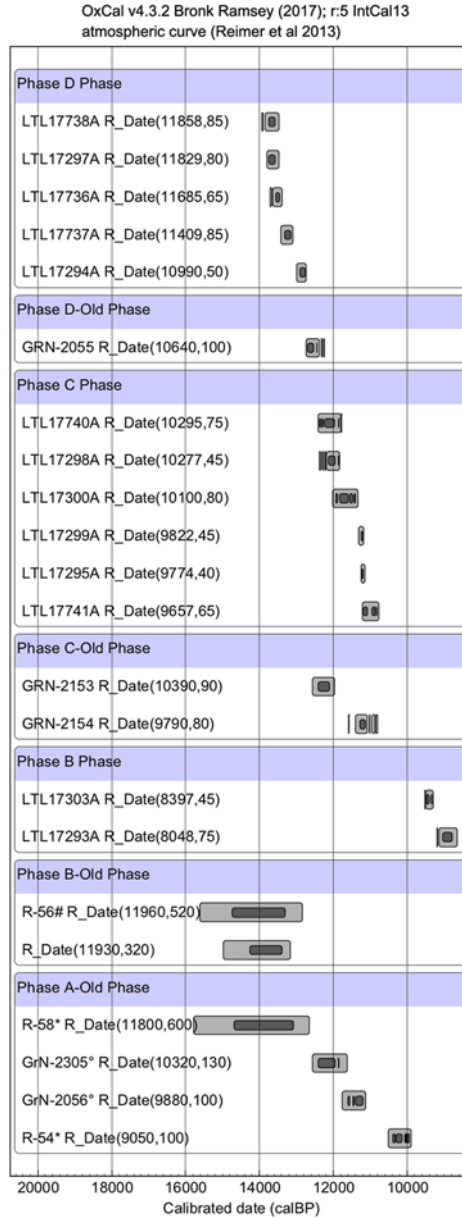 OxCal v4.3.2 Bronk Ramsey (2017); r:5 IntCal13
atmospheric curve (Reimer et al 2013)
Phase D Phase
LTL17738A R_Date(11858,85)
LTL17297A R_Date(11829,80)
LTL17736A R_Date(11685,65)
LTL17737A R_Date(11409,85)
LTL17294A R_Date(10990,50)
Phase D-Old Phase
GRN-2055 R_Date(10640,100)
Phase C Phase
LTL17740A R_Date(10295,75)
LTL17298A R_Date(10277,45)
LTL17300A R_Date(10100,80)
LTL17299A R_Date(9822,45)
LTL17295A R_Date(9774,40)
LTL17741A R_Date(9657,65)
Phase C-Old Phase
GRN-2153 R_Date(10390,90)
GRN-2154 R_Date(9790,80)
Phase B Phase
LTL17303A R_Date(8397,45)
LTL17293A R_Date(8048,75)
Phase B-Old Phase
R-56# R_Date(11960,520)
R_Date(11930,320)
Phase A-Old Phase
R-58* R_Date(11800,600)
GrN-2305° R_Date(10320,130)
GrN-2056° R_Date(9880,100)
R-54* R_Date(9050,100)
20000 18000 16000 14000 12000 10000
Calibrated date (calBP)